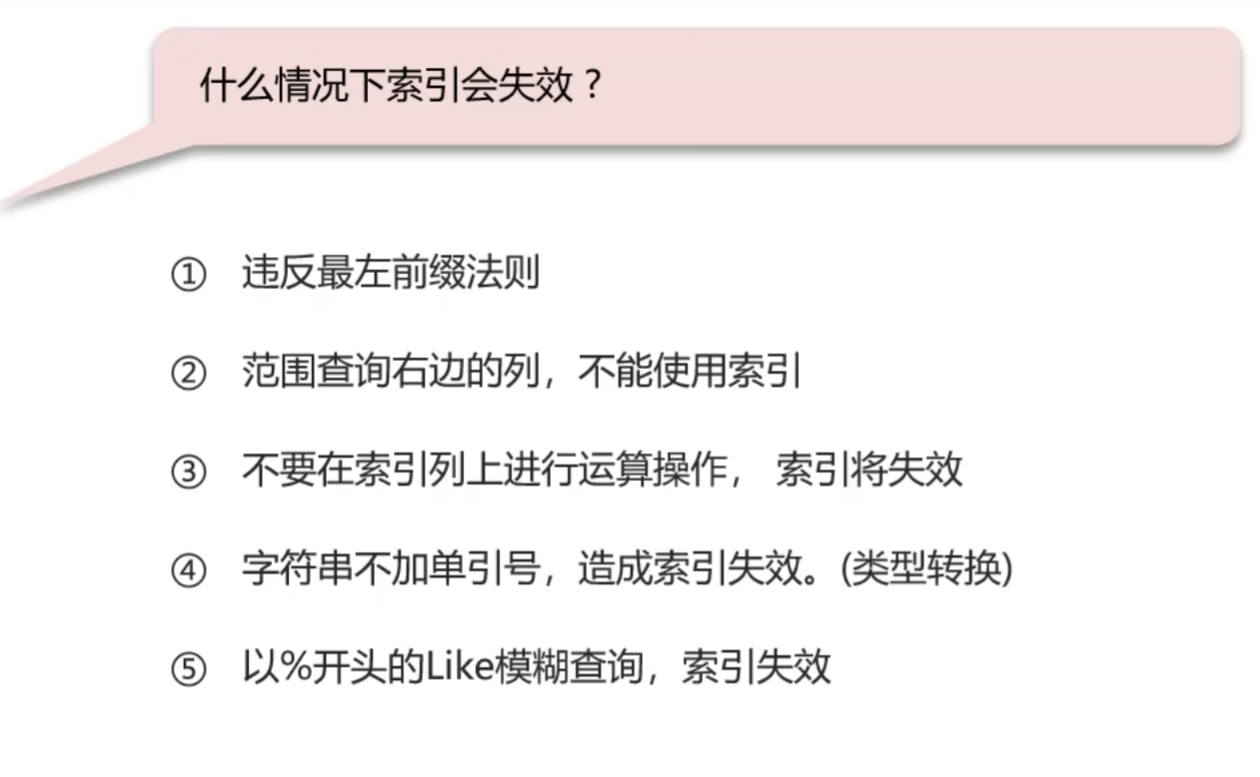 什么情况下索引会失效？
① 违反最左前缀法则
② 范围查询右边的列，不能使用索引
③ 不要在索引列上进行运算操作， 索引将失效
④ 字符串不加单引号，造成索引失效。(类型转换)
⑤ 以%开头的Like模糊查询，索引失效